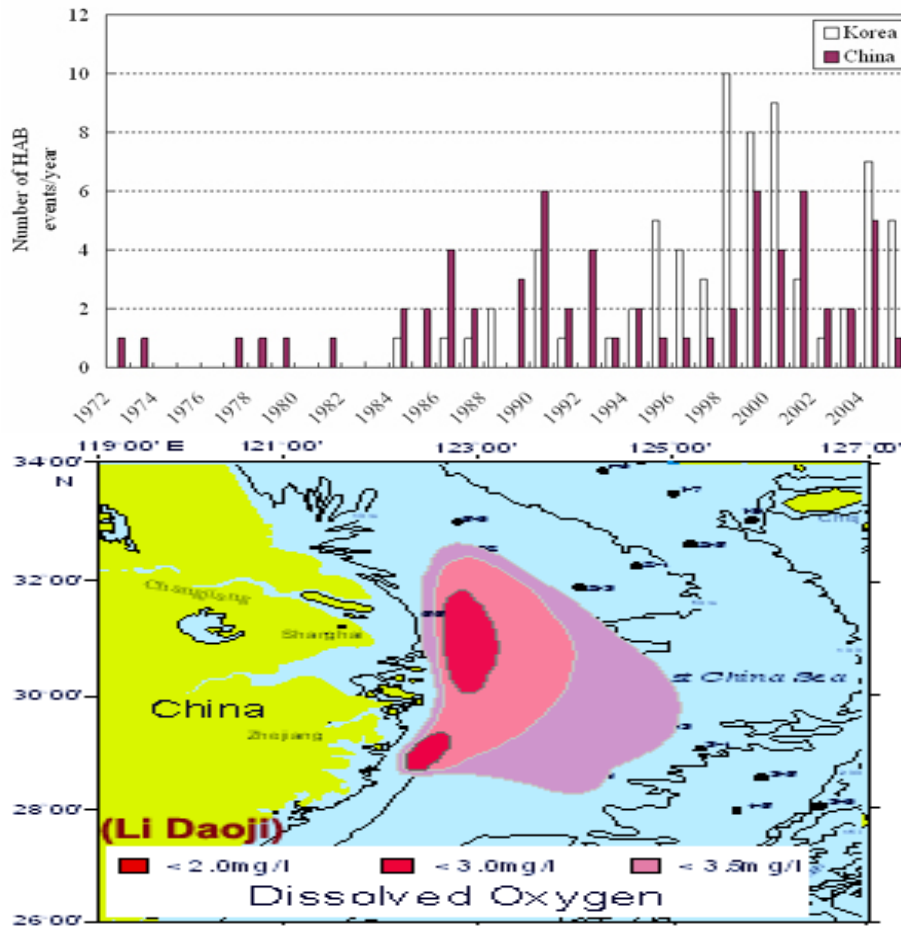 12
Korea
China
10
8
6
4
2
0
Number of HAB
events/year
1972
1974
1976
1978
1980
1982
1984
1986
1988
1990
1992
1994
1996
1998
2000
2002
2004
119°00' E
121°00'
123°00'
125°00'
127°00'
34°00'
N
32°00'
Changjiang
Shanghai
30°00'
China Sea
China
Zhejiang
28°00'
(Li Daoji)
<2.0mg/l
<3.0mg/l
<3.5mg/l
Dissolved Oxygen
26°00'